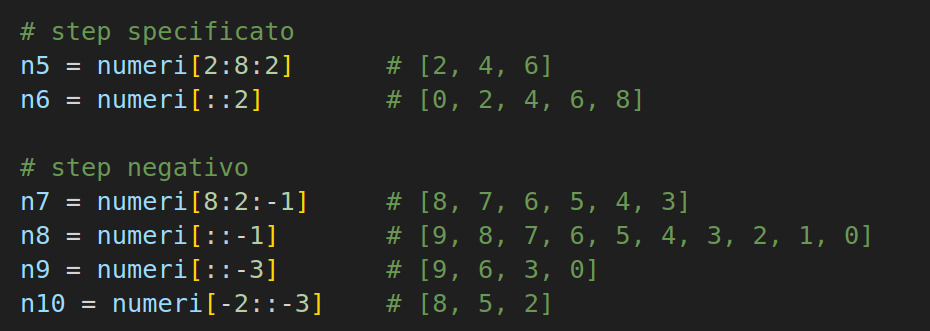 # step specificato
n5 = numeri[2:8:2]      # [2, 4, 6]
n6 = numeri[::2]        # [0, 2, 4, 6, 8]
# step negativo
n7 = numeri[8:2:-1]     # [8, 7, 6, 5, 4, 3]
n8 = numeri[::-1]       # [9, 8, 7, 6, 5, 4, 3, 2, 1, 0]
n9 = numeri[::-3]       # [9, 6, 3, 0]
n10 = numeri[-2::-3]    # [8, 5, 2]